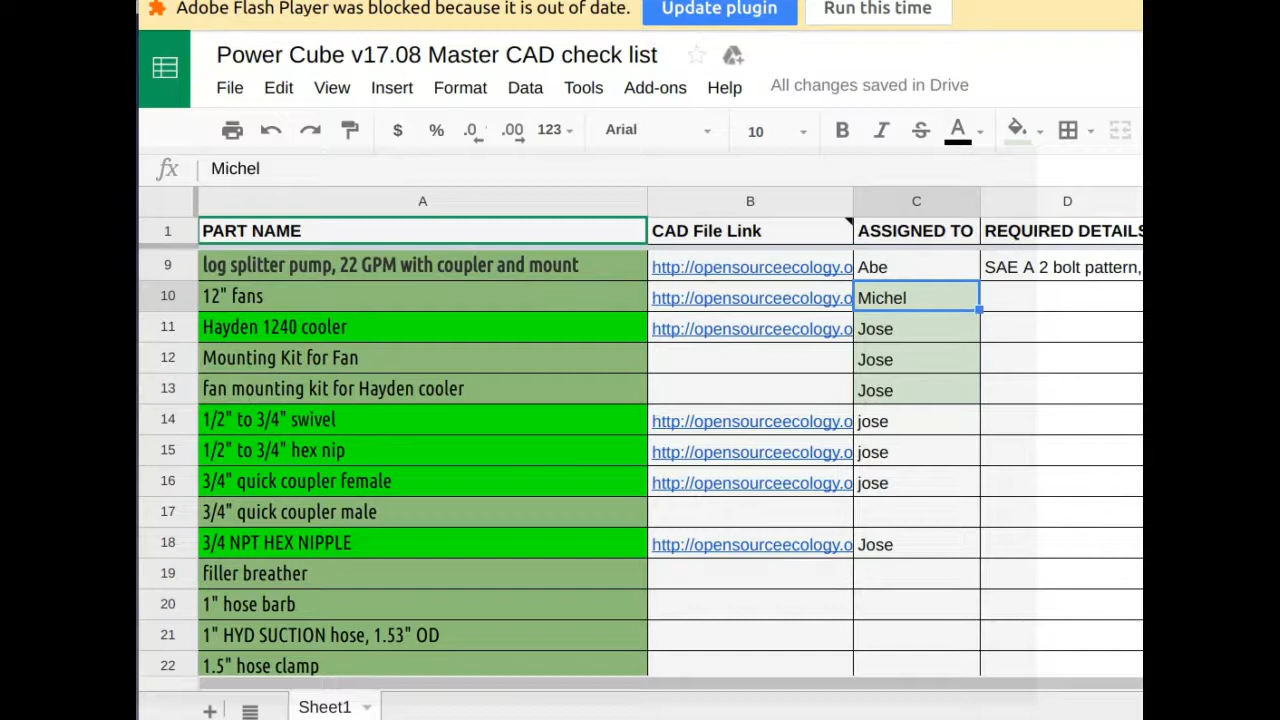 Adobe Flash Player was blocked because it is out of date. Update plugin Run this time
Power Cube v17.08 Master CAD check list
File Edit View Insert Format Data Tools Add-ons Help All changes saved in Drive
$ % .0 .00 123 Arial 10 B I S A
fx Michel
A B C D
1 PART NAME CAD File Link ASSIGNED TO REQUIRED DETAILS
9 log splitter pump, 22 GPM with coupler and mount http://opensourceecology.o Abe SAE A 2 bolt pattern,
10 12" fans http://opensourceecology.o Michel
11 Hayden 1240 cooler http://opensourceecology.o Jose
12 Mounting Kit for Fan Jose
13 fan mounting kit for Hayden cooler Jose
14 1/2" to 3/4" swivel http://opensourceecology.o jose
15 1/2" to 3/4" hex nip http://opensourceecology.o jose
16 3/4" quick coupler female http://opensourceecology.o jose
17 3/4" quick coupler male
18 3/4 NPT HEX NIPPLE http://opensourceecology.o Jose
19 filler breather
20 1" hose barb
21 1" HYD SUCTION hose, 1.53" OD
22 1.5" hose clamp
Sheet1